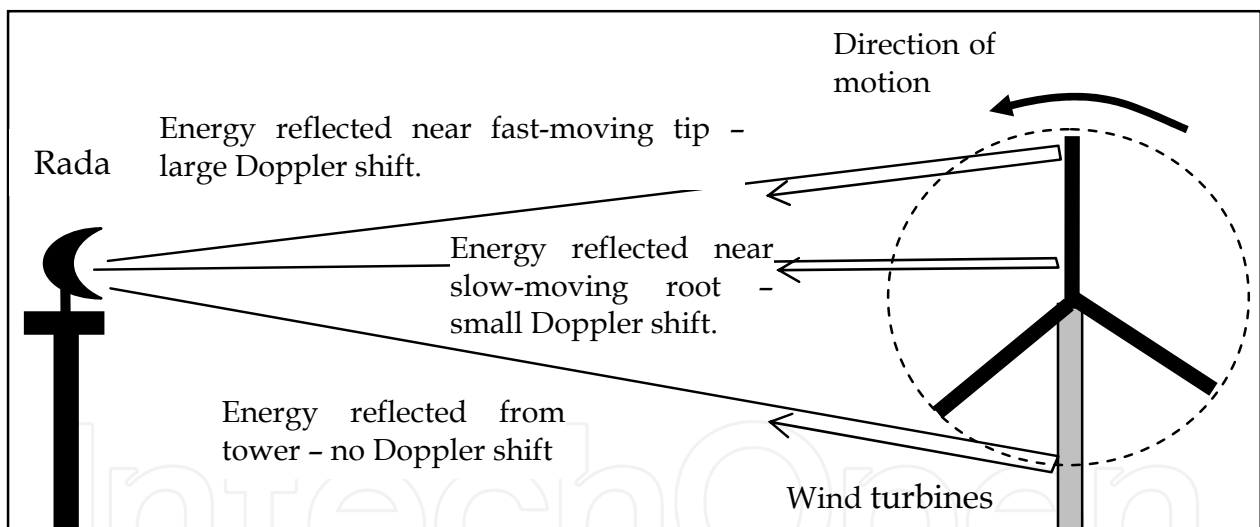 Direction of
motion
Energy reflected near fast-moving tip –
large Doppler shift.
Rada
Energy reflected near
slow-moving root –
small Doppler shift.
Energy reflected from
tower – no Doppler shift
Wind turbines
IntechOpen